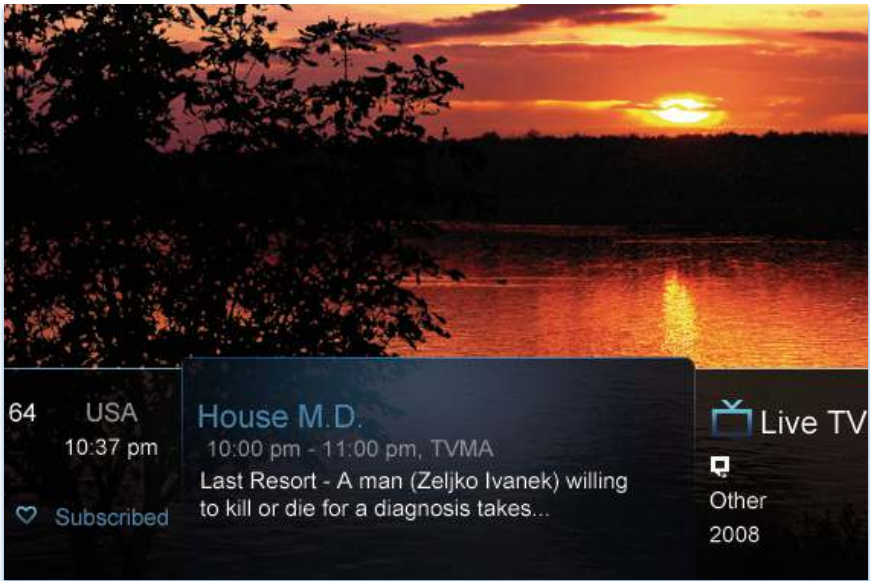 64
USA
10:37 pm
Subscribed
House M.D.
10:00 pm - 11:00 pm, TVMA
Last Resort - A man (Zeljko Ivanek) willing
to kill or die for a diagnosis takes...
Live TV
Other
2008